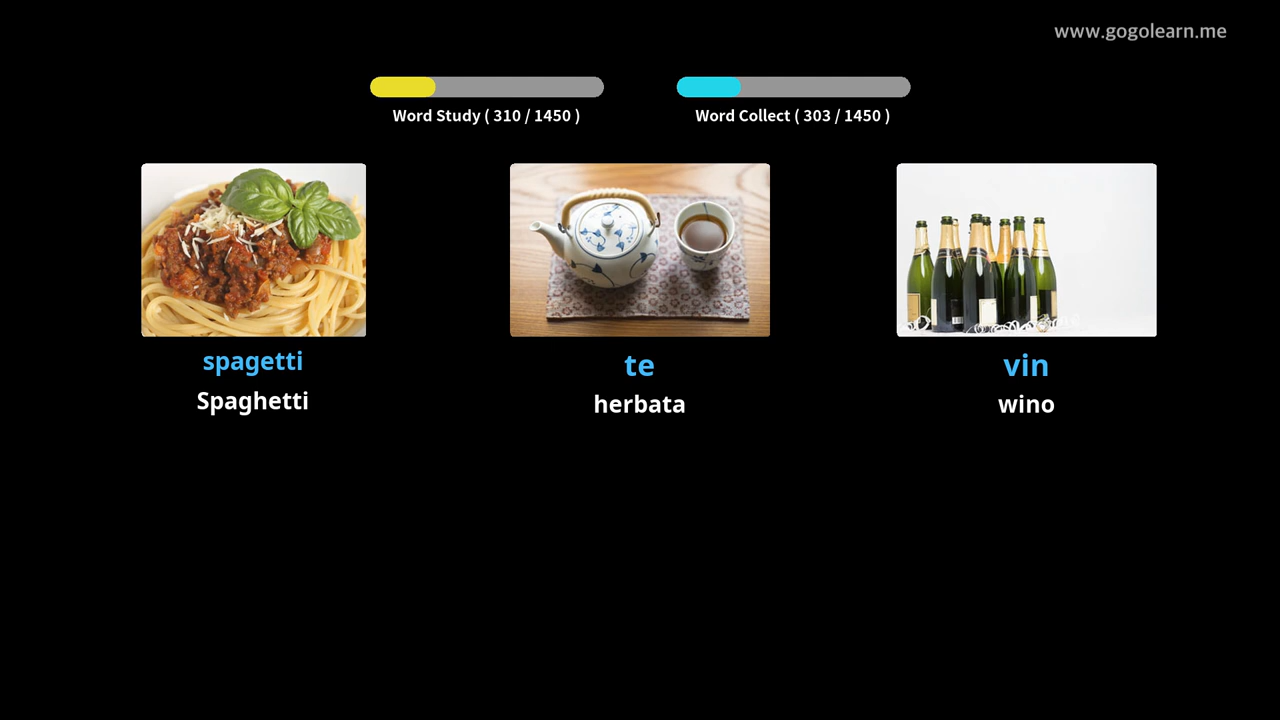 www.gogolearn.me
Word Study ( 310 / 1450 )
Word Collect ( 303 / 1450 )
spagetti
Spaghetti
te
herbata
vin
wino